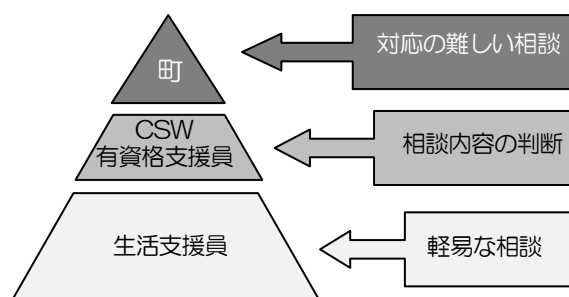 町
対応の難しい相談
CSW
有資格支援員
相談内容の判断
生活支援員
軽易な相談